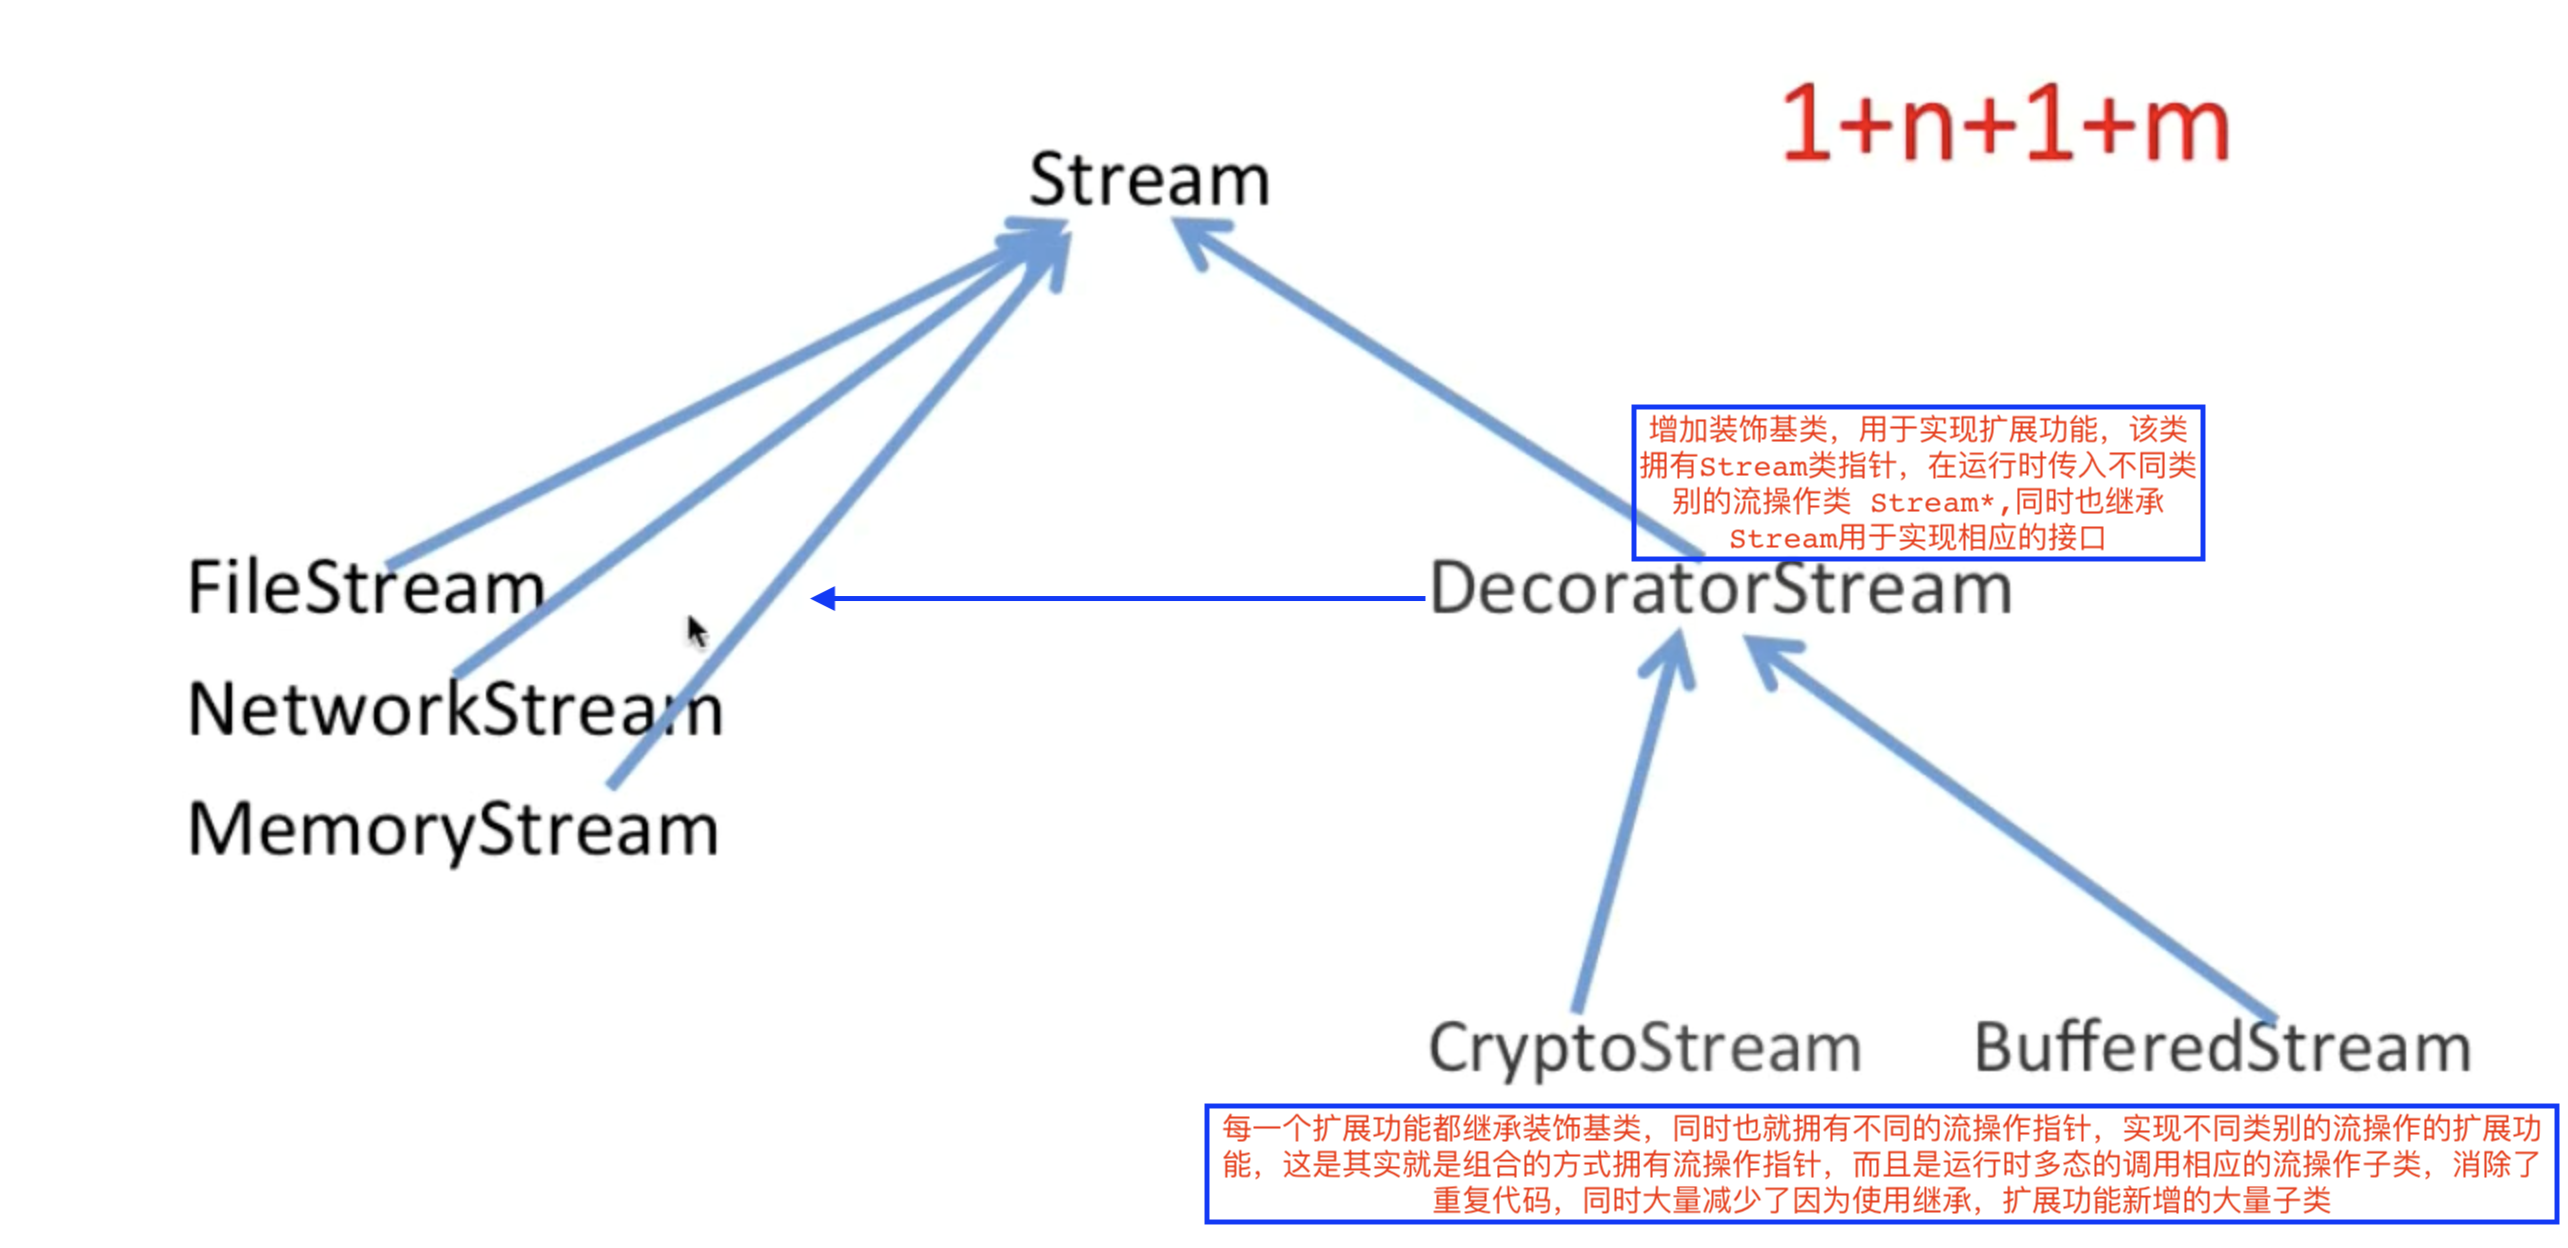 1+n+1+m
Stream
增加装饰基类，用于实现扩展功能，该类
拥有Stream类指针，在运行时传入不同类
别的流操作类 Stream*,同时也继承
Stream用于实现相应的接口
FileStream
DecoratorStream
NetworkStream
MemoryStream
CryptoStream
BufferedStream
每一个扩展功能都继承装饰基类，同时也就拥有不同的流操作指针，实现不同类别的流操作的扩展功
能，这是其实就是组合的方式拥有流操作指针，而且是运行时多态的调用相应的流操作子类，消除了
重复代码，同时大量减少了因为使用继承，扩展功能新增的大量子类